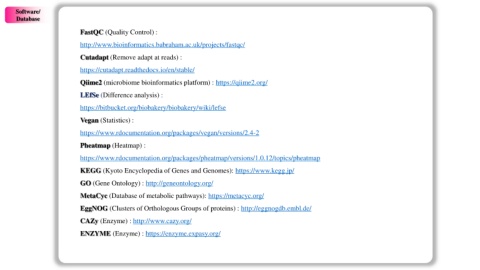 Software/
Database
FastQC (Quality Control) :
http://www.bioinformatics.babraham.ac.uk/projects/fastqc/
Cutadapt (Remove adapt at reads) :
https://cutadapt.readthedocs.io/en/stable/
Qiime2 (microbiome bioinformatics platform) : https://qiime2.org/
LEfSe (Difference analysis) :
https://bitbucket.org/biobakery/biobakery/wiki/lefse
Vegan (Statistics) :
https://www.rdocumentation.org/packages/vegan/versions/2.4-2
Pheatmap (Heatmap) :
https://www.rdocumentation.org/packages/pheatmap/versions/1.0.12/topics/pheatmap
KEGG (Kyoto Encyclopedia of Genes and Genomes): https://www.kegg.jp/
GO (Gene Ontology) : http://geneontology.org/
MetaCyc (Database of metabolic pathways): https://metacyc.org/
EggNOG (Clusters of Orthologous Groups of proteins) : http://eggnogdb.embl.de/
CAZy (Enzyme) : http://www.cazy.org/
ENZYME (Enzyme) : https://enzyme.expasy.org/